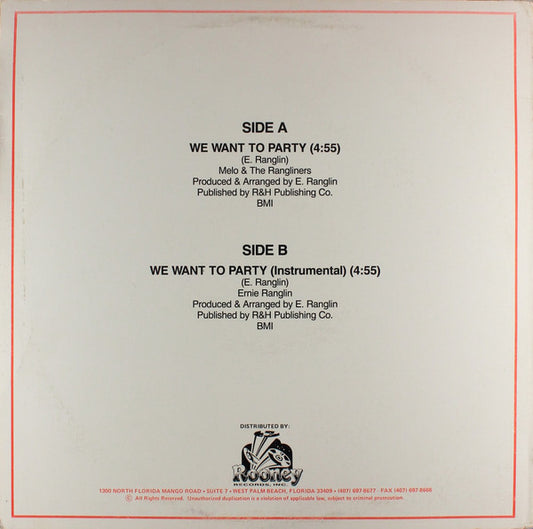 SIDE A
WE WANT TO PARTY (4:55)
(E. Ranglin)
Melo & The Rangliners
Produced & Arranged by E. Ranglin
Published by R&H Publishing Co.
BMI
SIDE B
WE WANT TO PARTY (Instrumental) (4:55)
(E. Ranglin)
Ernie Ranglin
Produced & Arranged by E. Ranglin
Published by R&H Publishing Co.
BMI
DISTRIBUTED BY:
Rooney
RECORDS, INC.
1300 NORTH FLORIDA MANGO ROAD • SUITE 7 • WEST PALM BEACH, FLORIDA 33409 • (407) 697-8677 • FAX (407) 697-8666
© All Rights Reserved. Unauthorized duplication is a violation of applicable law, subject to criminal prosecution.